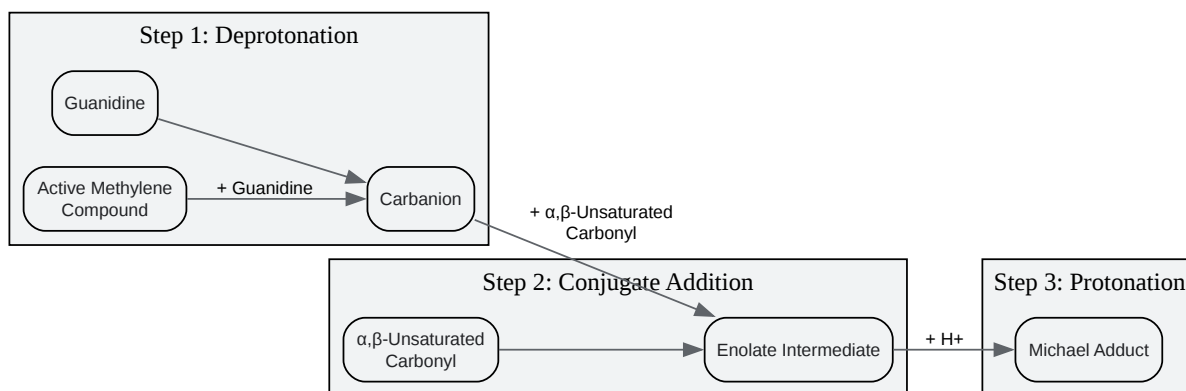 Step 1: Deprotonation
Guanidine
Active Methylene
Compound
+ Guanidine
Carbanion
+ α,β-Unsaturated
Carbonyl
Step 2: Conjugate Addition
α,β-Unsaturated
Carbonyl
Enolate Intermediate
+ H+
Step 3: Protonation
Michael Adduct